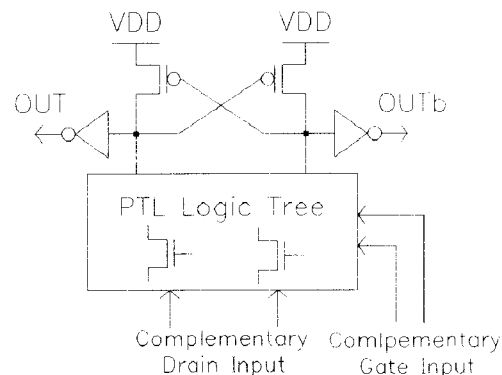 VDD VDD
OUT OUTb
PTL Logic Tree
Complementary
Drain Input
Comlpementary
Gate Input